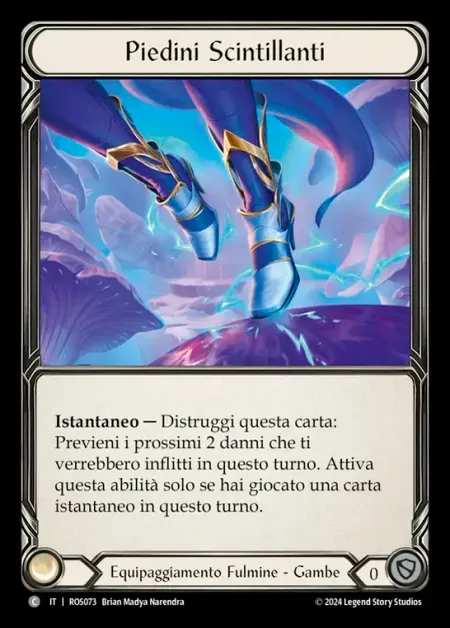 Piedini Scintillanti
Istantaneo — Distruggi questa carta:
Previeni i prossimi 2 danni che ti
verrebbero inflitti in questo turno. Attiva
questa abilità solo se hai giocato una carta
istantaneo in questo turno.
Equipaggiamento Fulmine - Gambe
0
C IT | ROS073 Brian Madya Narendra
© 2024 Legend Story Studios